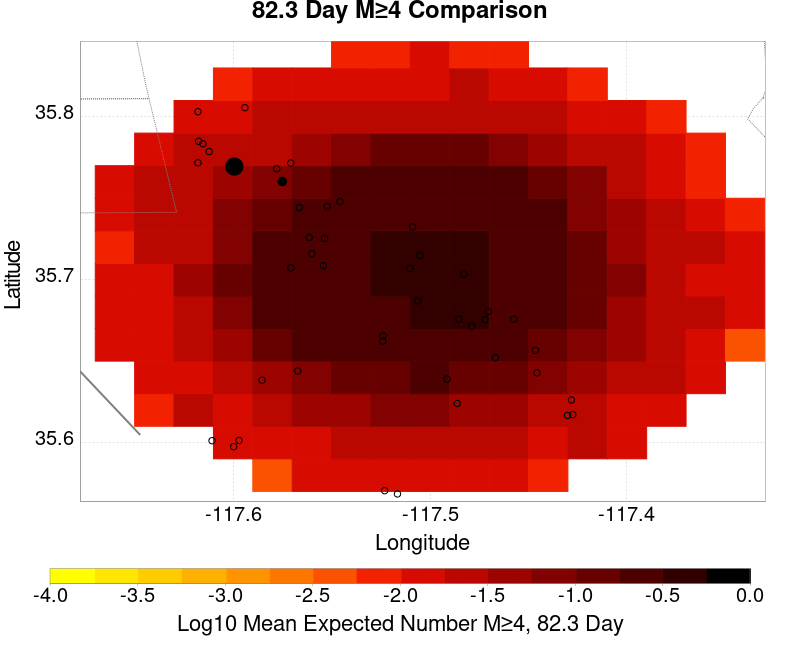 82.3 Day M≥4 Comparison
35.8
35.7
35.6
Latitude
-117.6 -117.5 -117.4
Longitude
-4.0 -3.5 -3.0 -2.5 -2.0 -1.5 -1.0 -0.5 0.0
Log10 Mean Expected Number M≥4, 82.3 Day